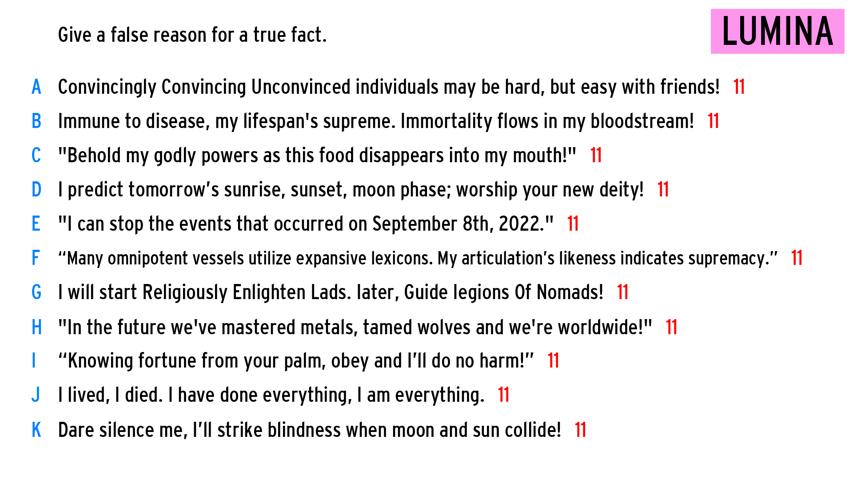 Give a false reason for a true fact.
LUMINA
A Convincingly Convincing Unconvinced individuals may be hard, but easy with friends! 11
B Immune to disease, my lifespan's supreme. Immortality flows in my bloodstream! 11
C "Behold my godly powers as this food disappears into my mouth!" 11
D I predict tomorrow’s sunrise, sunset, moon phase; worship your new deity! 11
E "I can stop the events that occurred on September 8th, 2022." 11
F “Many omnipotent vessels utilize expansive lexicons. My articulation’s likeness indicates supremacy.” 11
G I will start Religiously Enlighten Lads. later, Guide legions Of Nomads! 11
H "In the future we've mastered metals, tamed wolves and we're worldwide!" 11
I “Knowing fortune from your palm, obey and I’ll do no harm!” 11
J I lived, I died. I have done everything, I am everything. 11
K Dare silence me, I’ll strike blindness when moon and sun collide! 11